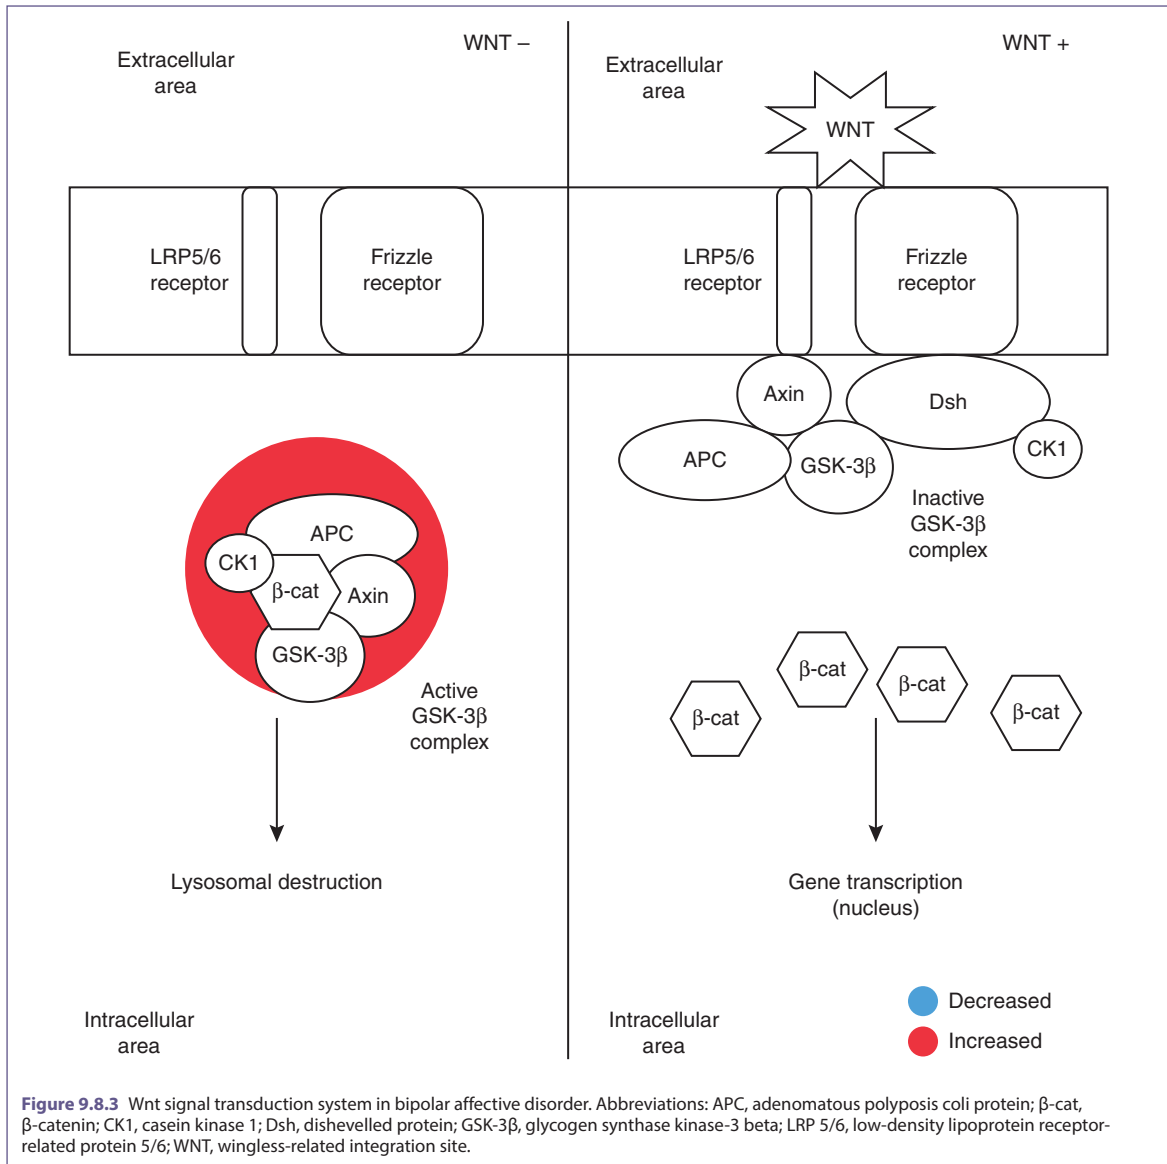 WNT –
Extracellular
area
LRP5/6
receptor
Frizzle
receptor
APC
CK1
β-cat
Axin
GSK-3β
Active
GSK-3β
complex
Lysosomal destruction
Intracellular
area
WNT +
Extracellular
area
WNT
LRP5/6
receptor
Frizzle
receptor
Axin
Dsh
APC
GSK-3β
CK1
Inactive
GSK-3β
complex
β-cat
β-cat
β-cat
β-cat
Gene transcription
(nucleus)
Decreased
Increased
Intracellular
area
Figure 9.8.3 Wnt signal transduction system in bipolar affective disorder. Abbreviations: APC, adenomatous polyposis coli protein; β-cat,
β-catenin; CK1, casein kinase 1; Dsh, dishevelled protein; GSK-3β, glycogen synthase kinase-3 beta; LRP 5/6, low-density lipoprotein receptor-
related protein 5/6; WNT, wingless-related integration site.